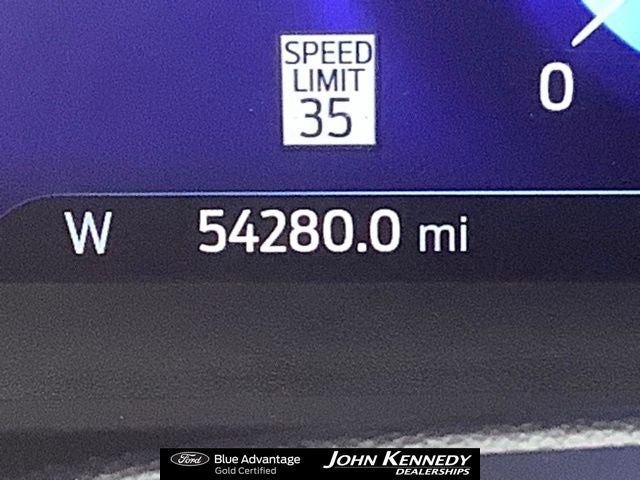 SPEED
LIMIT
35
0
W 54280.0 mi
Ford Blue Advantage
Gold Certified
JOHN KENNEDY
DEALERSHIPS